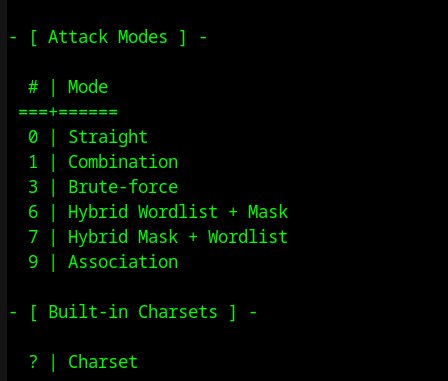 - [ Attack Modes ] -
# | Mode
===+======
0 | Straight
1 | Combination
3 | Brute-force
6 | Hybrid Wordlist + Mask
7 | Hybrid Mask + Wordlist
9 | Association
- [ Built-in Charsets ] -
? | Charset